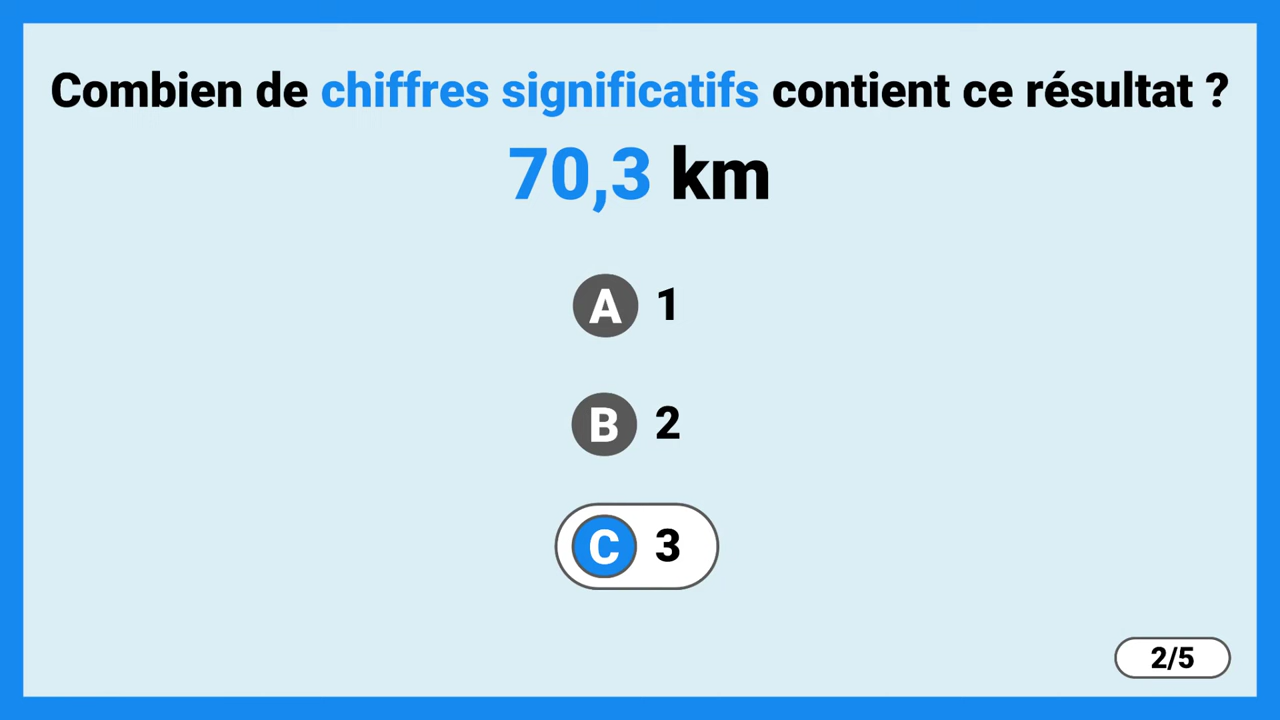 Combien de chiffres significatifs contient ce résultat ?
70,3 km
A 1
B 2
C 3
2/5